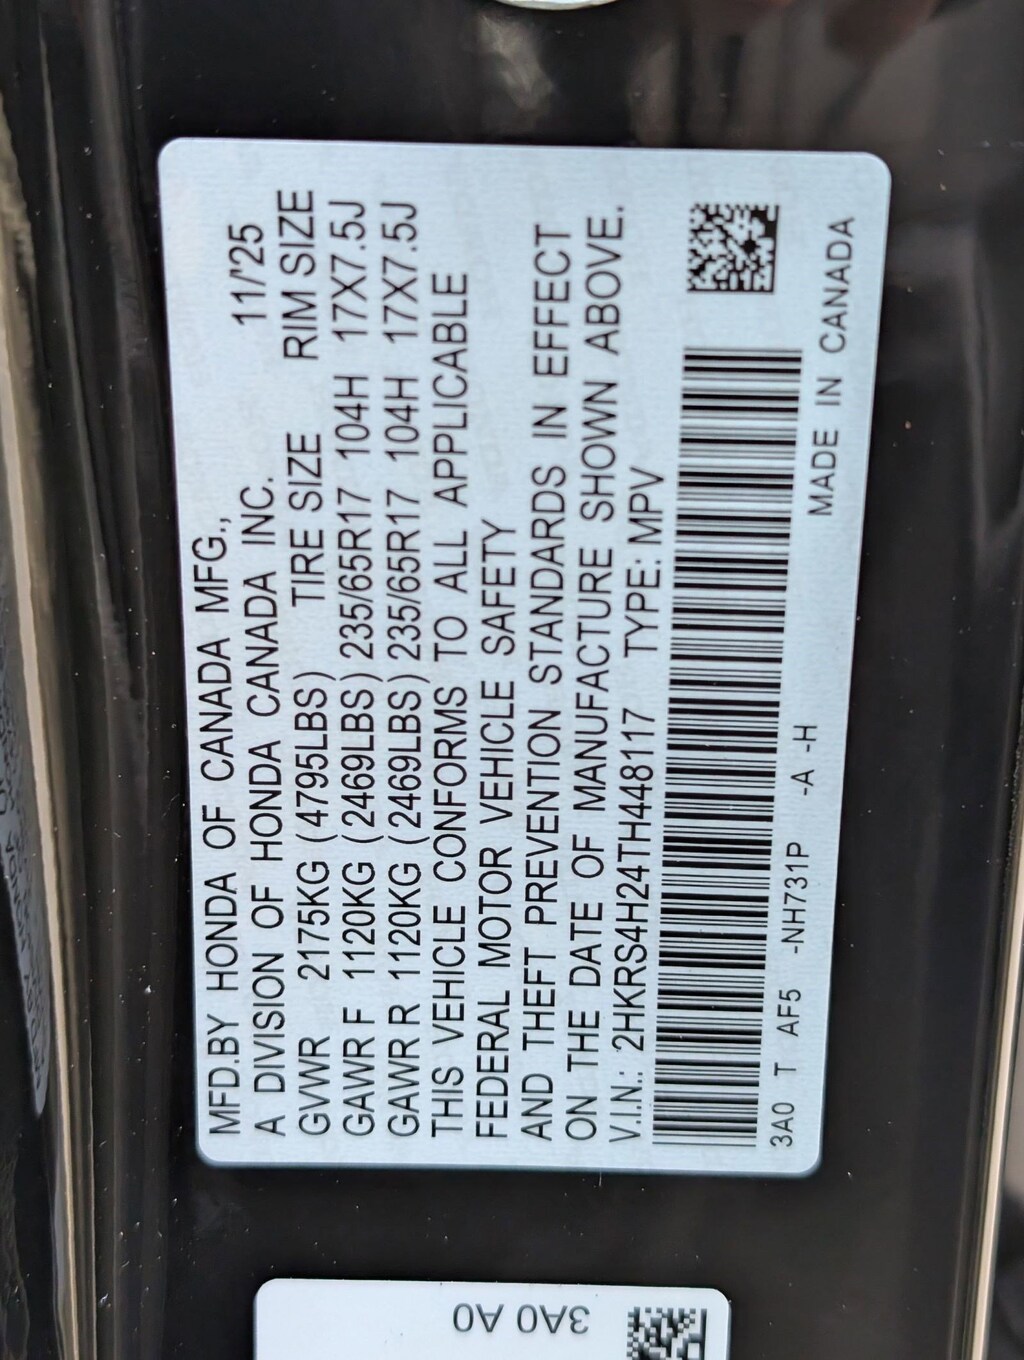 MFD.BY HONDA OF CANADA MFG.,
A DIVISION OF HONDA CANADA INC. 11/'25
GVWR 2175KG (4795LBS) TIRE SIZE RIM SIZE
GAWR F 1120KG (2469LBS) 235/65R17 104H 17X7.5J
GAWR R 1120KG (2469LBS) 235/65R17 104H 17X7.5J
THIS VEHICLE CONFORMS TO ALL APPLICABLE
FEDERAL MOTOR VEHICLE SAFETY
AND THEFT PREVENTION STANDARDS IN EFFECT
ON THE DATE OF MANUFACTURE SHOWN ABOVE.
V.I.N.: 2HKRS4H24TH448117 TYPE: MPV
3A0 T AF5 -NH731P -A -H
MADE IN CANADA
3A0 A0